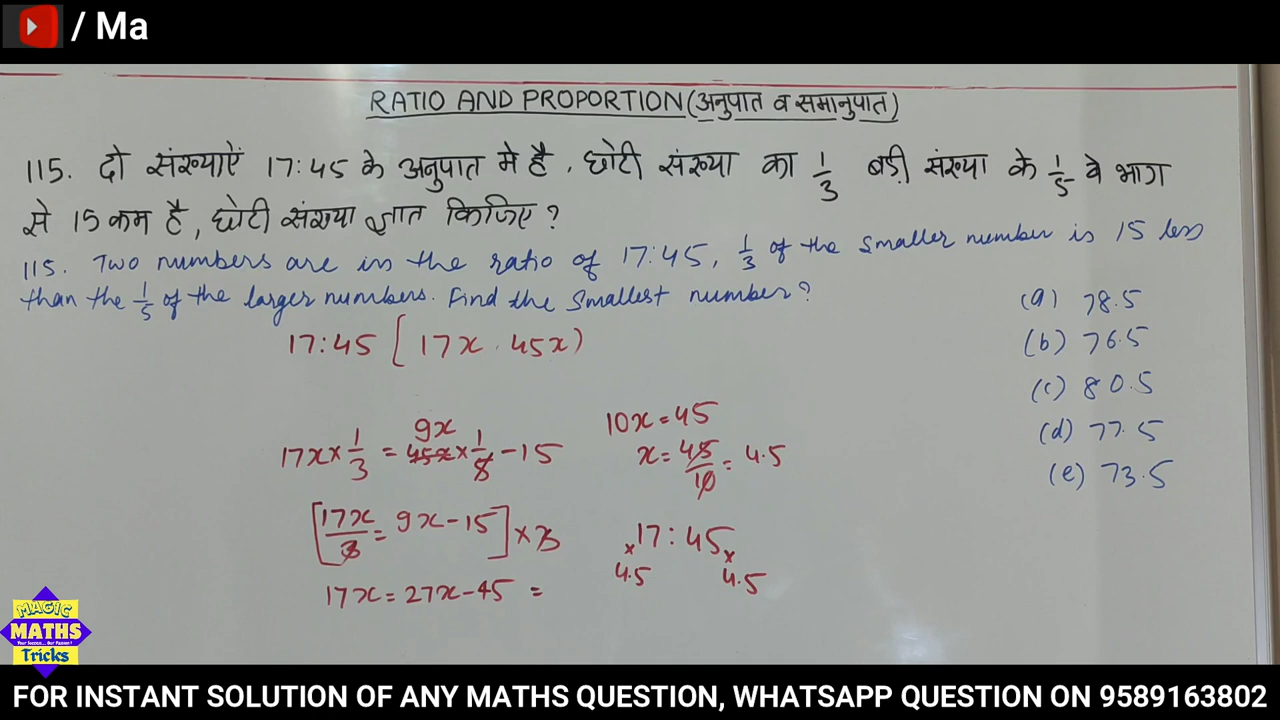 / Ma
RATIO AND PROPORTION (अनुपात व समानुपात)
115. दो संख्याऐं 17:45 के अनुपात मे है, छोटी संख्या का 1/3 बड़ी संख्या के 1/5 वे भाग
से 15 कम है, छोटी संख्या ज्ञात किजिए ?
115. Two numbers are in the ratio of 17:45, 1/3 of the smaller number is 15 less
than the 1/5 of the larger numbers. Find the smallest number?
(a) 78.5
(b) 76.5
(c) 80.5
(d) 77.5
(e) 73.5
17:45 [17x, 45x)
9x
17x × 1/3 = 45x × 1/5 - 15
[17x/3 = 9x - 15] × 3
17x = 27x - 45 =
10x = 45
x = 45/10 = 4.5
×17 : 45×
4.5 4.5
MAGIC
MATHS
Tricks
FOR INSTANT SOLUTION OF ANY MATHS QUESTION, WHATSAPP QUESTION ON 9589163802